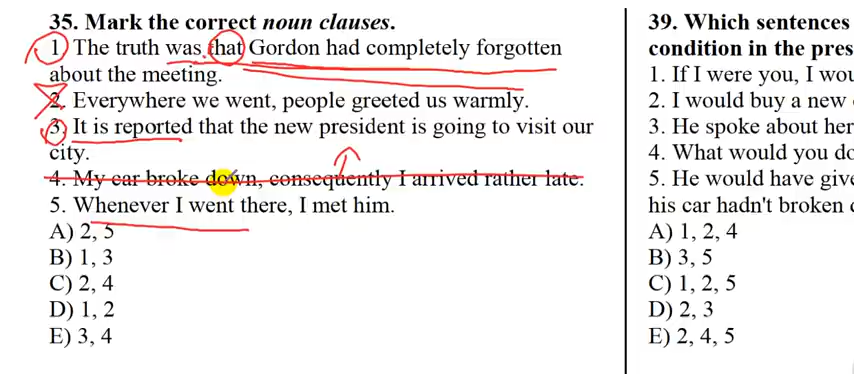 35. Mark the correct noun clauses.
1. The truth was that Gordon had completely forgotten
about the meeting.
2. Everywhere we went, people greeted us warmly.
3. It is reported that the new president is going to visit our
city.
4. My car broke down, consequently I arrived rather late.
5. Whenever I went there, I met him.
A) 2, 5
B) 1, 3
C) 2, 4
D) 1, 2
E) 3, 4
39. Which sentences
condition in the pres
1. If I were you, I wou
2. I would buy a new
3. He spoke about her
4. What would you do
5. He would have give
his car hadn't broken
A) 1, 2, 4
B) 3, 5
C) 1, 2, 5
D) 2, 3
E) 2, 4, 5